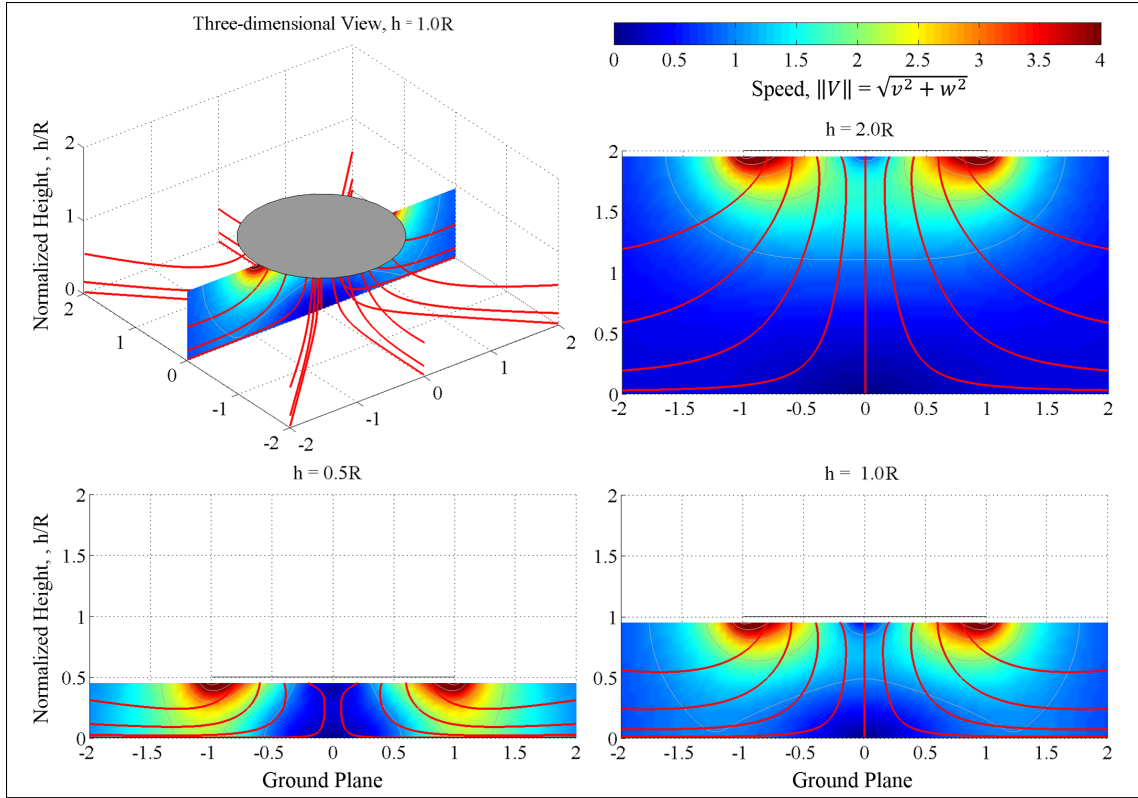 Three-dimensional View, h = 1.0R
0 0.5 1 1.5 2 2.5 3 3.5 4
Speed, ‖V‖ = √v² + w²
Normalized Height, , h/R
2
1
0
2
1
0
-1
-2
-2
-1
0
1
2
h = 2.0R
2
1.5
1
0.5
0
-2 -1.5 -1 -0.5 0 0.5 1 1.5 2
h = 0.5R
Normalized Height, , h/R
2
1.5
1
0.5
0
-2 -1.5 -1 -0.5 0 0.5 1 1.5 2
Ground Plane
h = 1.0R
2
1.5
1
0.5
0
-2 -1.5 -1 -0.5 0 0.5 1 1.5 2
Ground Plane